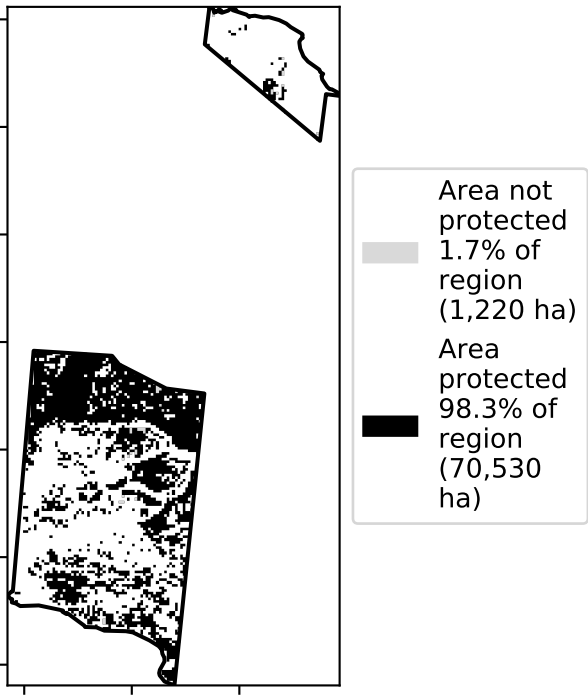 Area not
protected
1.7% of
region
(1,220 ha)
Area
protected
98.3% of
region
(70,530
ha)